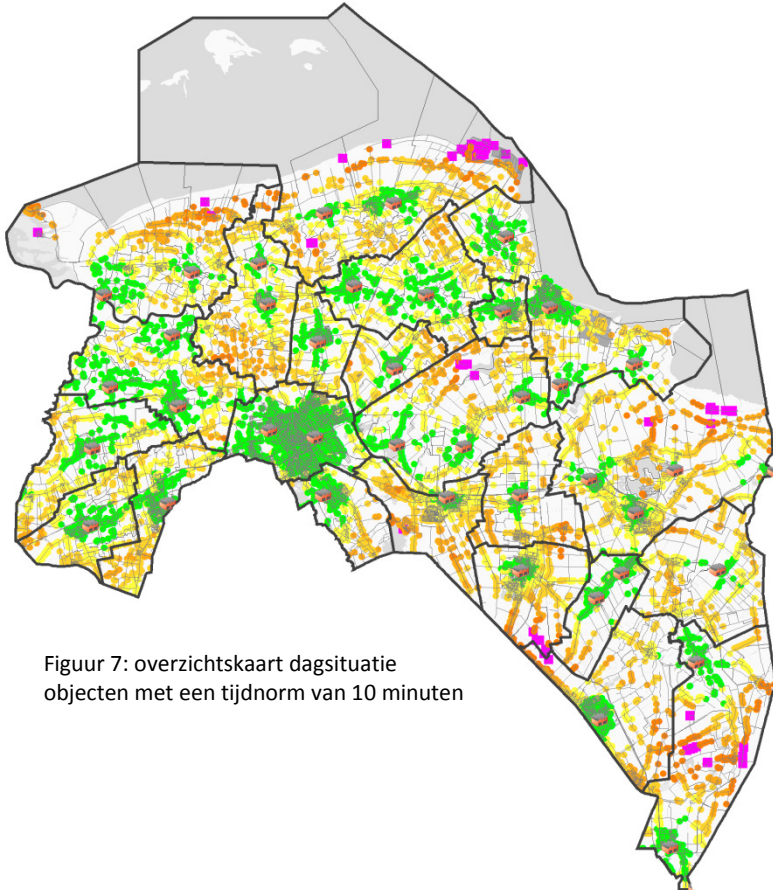 Figuur 7: overzichtskaart dagsituatie
objecten met een tijdnorm van 10 minuten